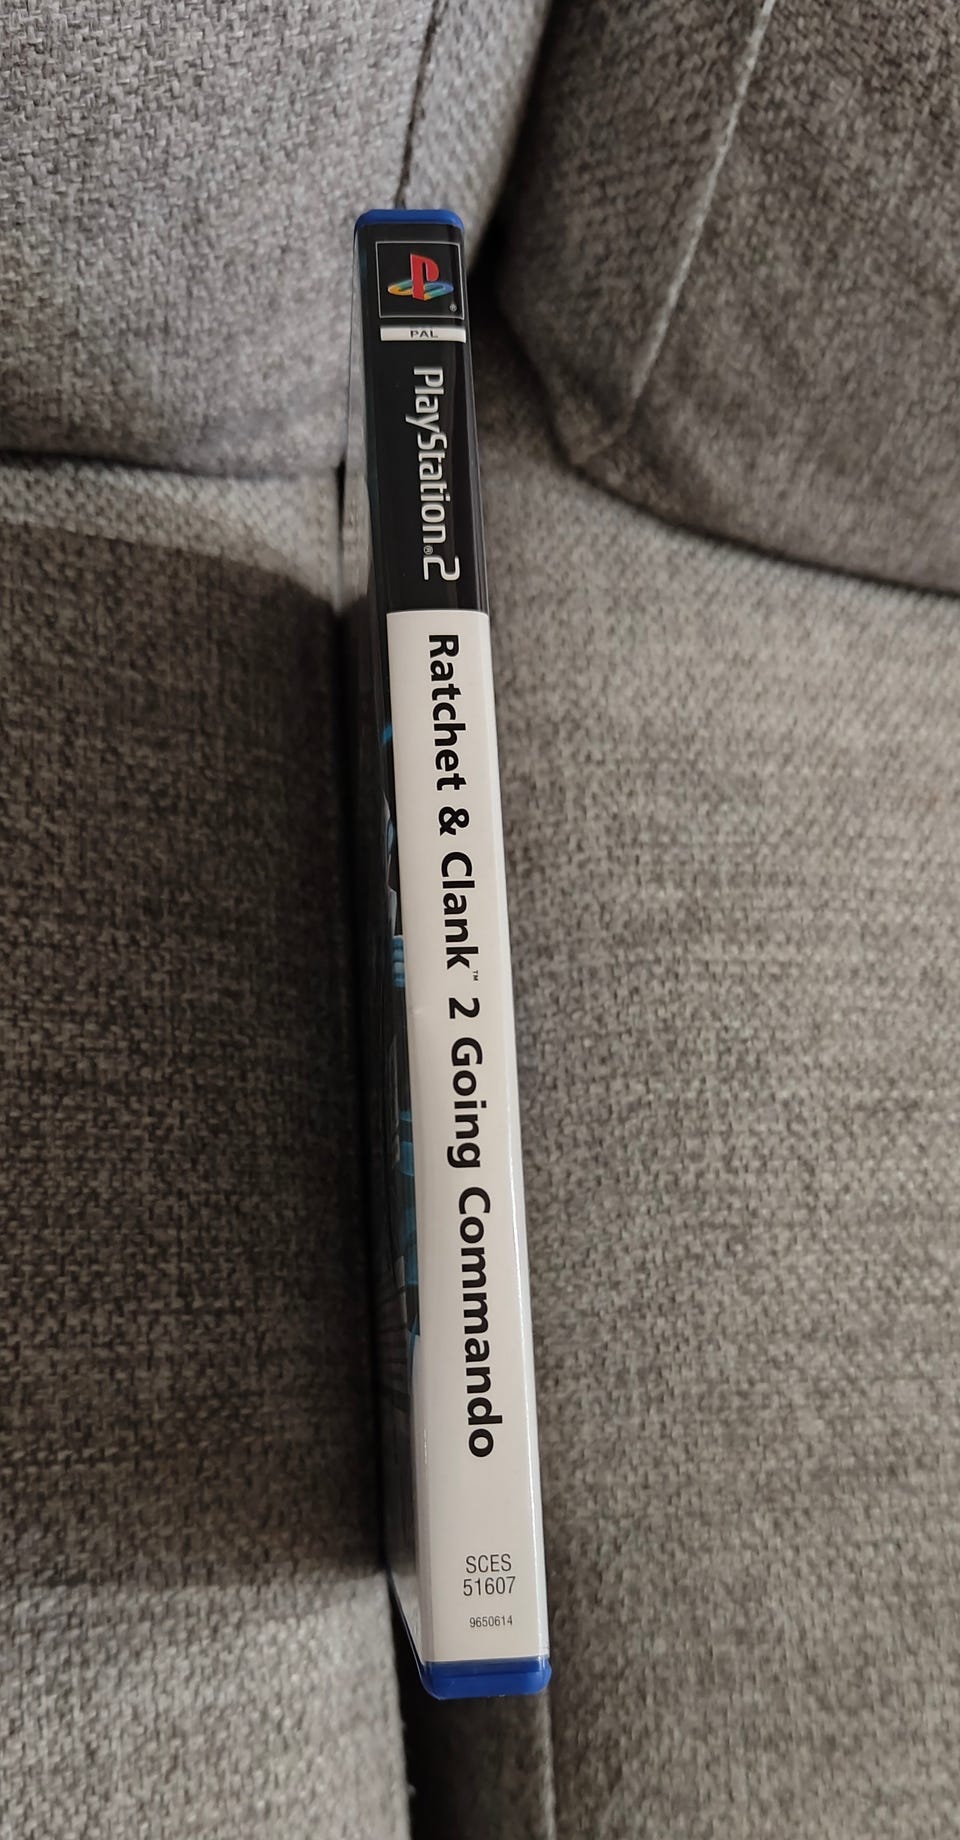 ®
PAL
PlayStation®2
Ratchet & Clank™ 2 Going Commando
SCES
51607
9650614